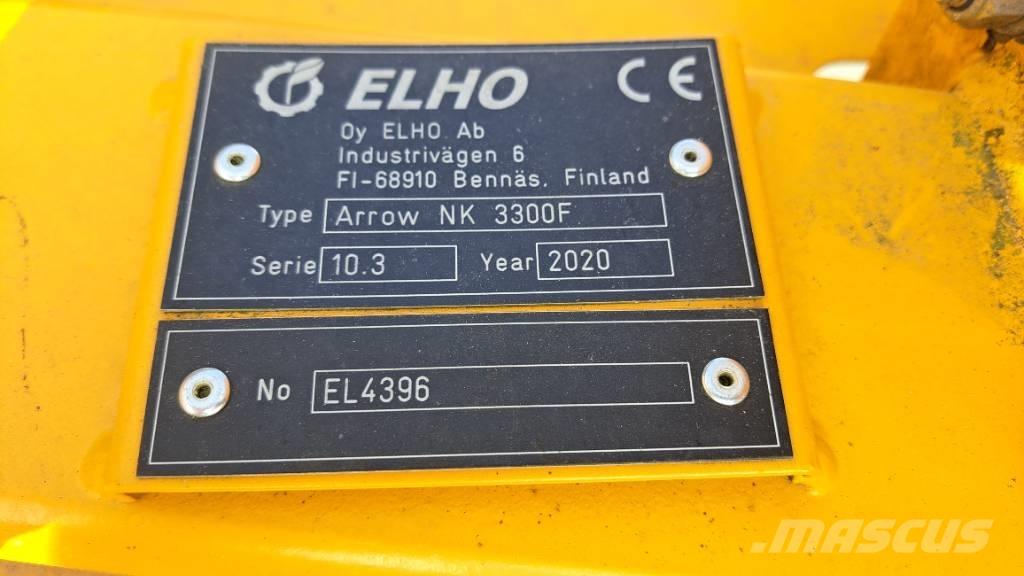 ELHO CE
Oy ELHO Ab
Industrivägen 6
FI-68910 Bennäs, Finland
Type Arrow NK 3300F
Serie 10.3 Year 2020
No EL4396
MASCUS